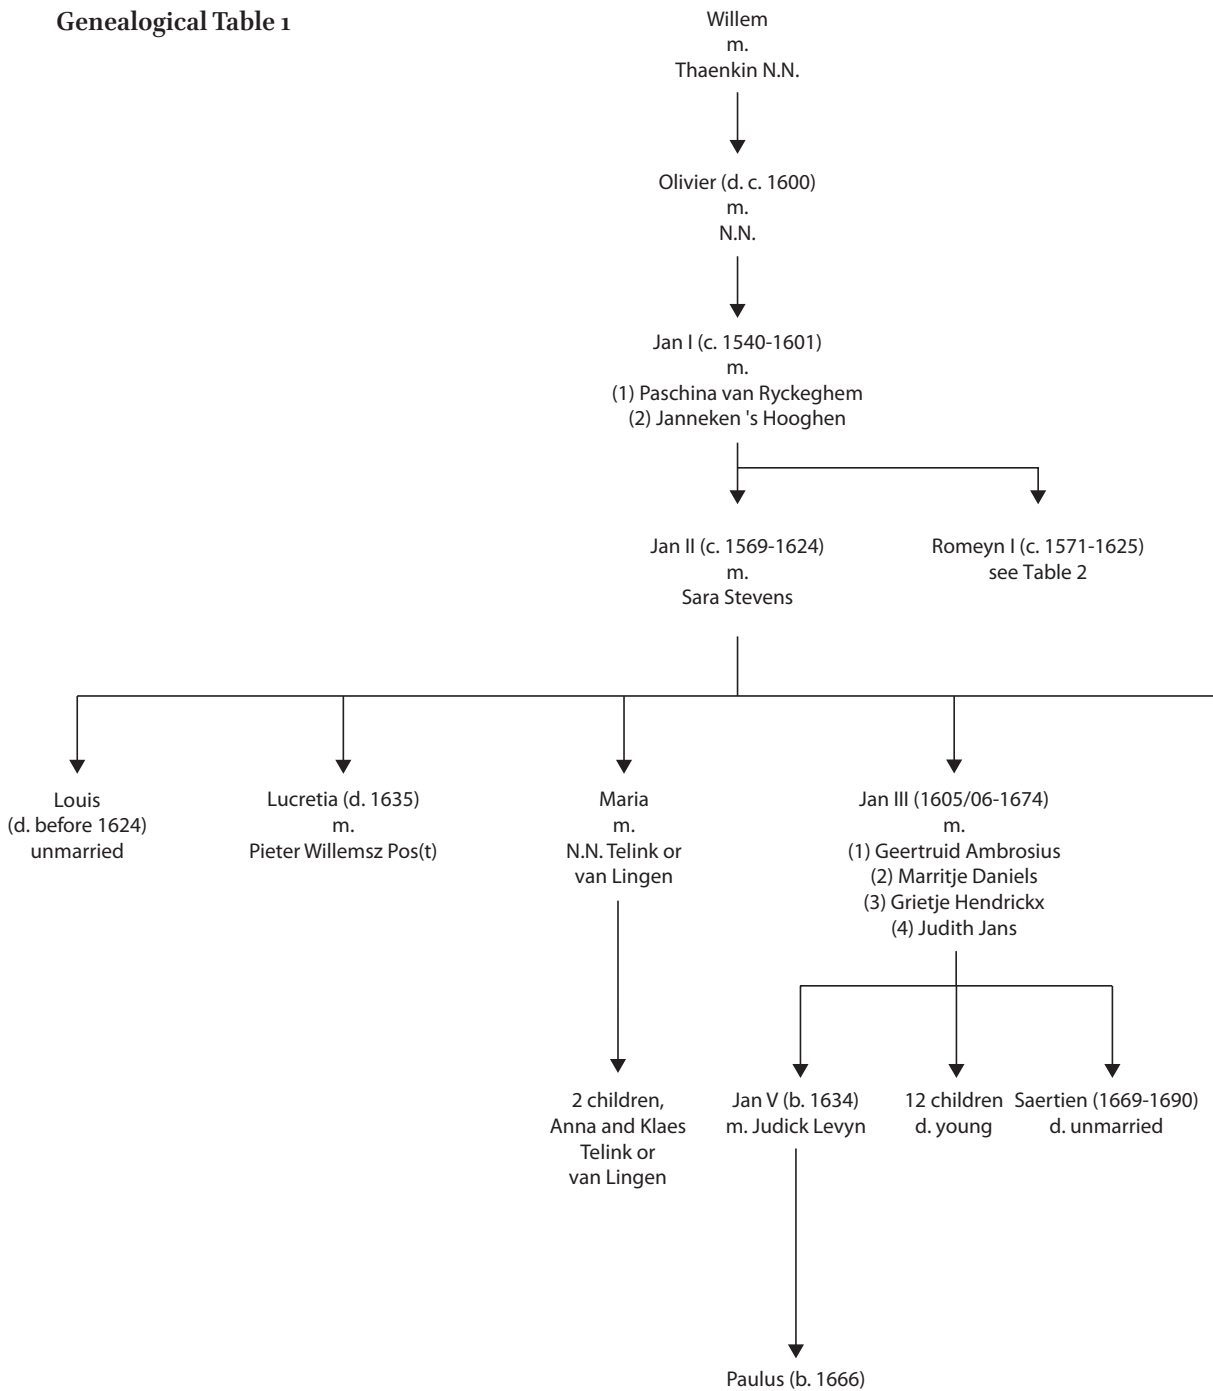 Genealogical Table 1
Willem
m.
Thaenkin N.N.
Olivier (d. c. 1600)
m.
N.N.
Jan I (c. 1540-1601)
m.
(1) Paschina van Ryckeghem
(2) Janneken 's Hooghen
Jan II (c. 1569-1624)
m.
Sara Stevens
Romeyn I (c. 1571-1625)
see Table 2
Louis
(d. before 1624)
unmarried
Lucretia (d. 1635)
m.
Pieter Willemsz Pos(t)
Maria
m.
N.N. Telink or
van Lingen
Jan III (1605/06-1674)
m.
(1) Geertruid Ambrosius
(2) Marritje Daniels
(3) Grietje Hendrickx
(4) Judith Jans
2 children,
Anna and Klaes
Telink or
van Lingen
Jan V (b. 1634)
m. Judick Levyn
12 children
d. young
Saertien (1669-1690)
d. unmarried
Paulus (b. 1666)